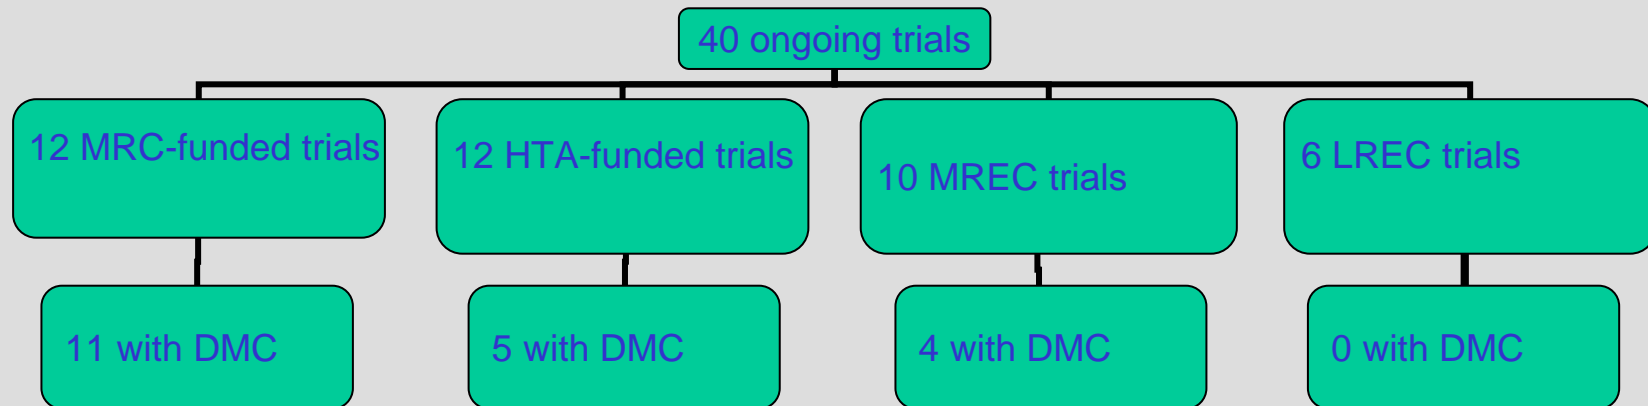 40 ongoing trials
12 MRC-funded trials
12 HTA-funded trials
10 MREC trials
6 LREC trials
11 with DMC
5 with DMC
4 with DMC
0 with DMC